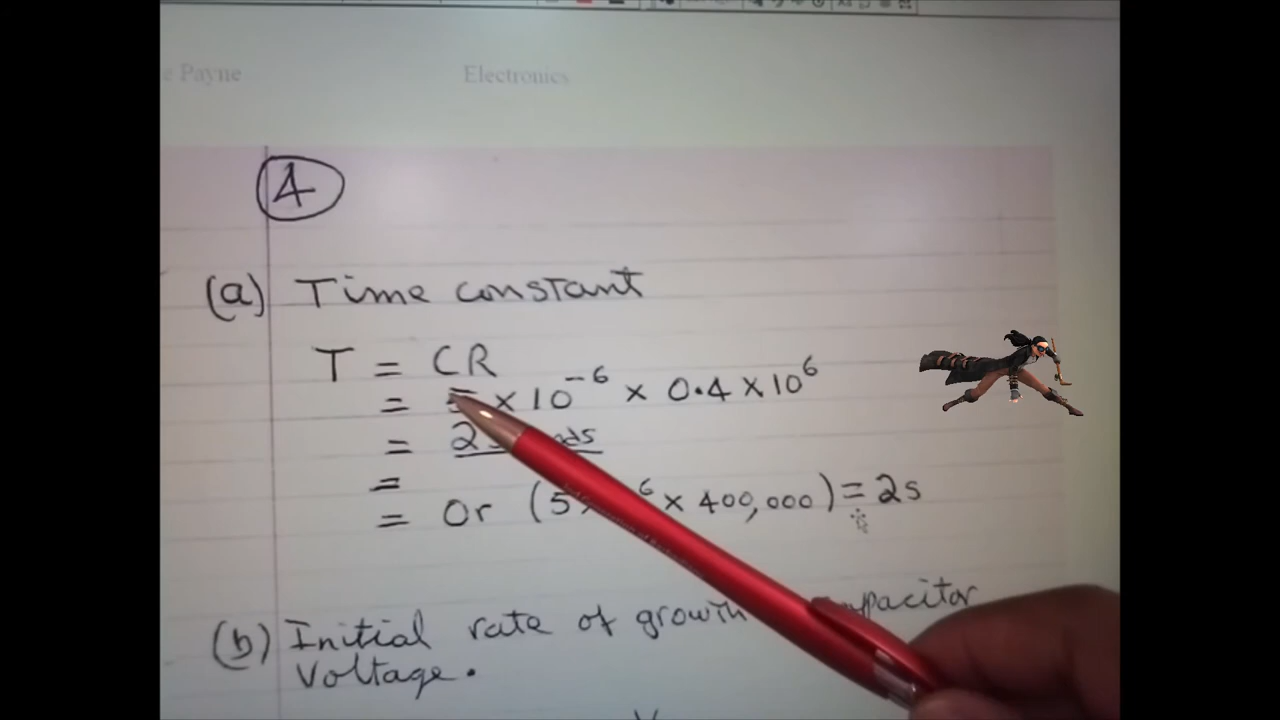 Payne Electronics
4
(a) Time constant
T = CR
= 5 × 10⁻⁶ × 0.4 × 10⁶
= 2
=
= Or (5 ⁶ × 400,000) = 2s
(b) Initial rate of growth
Voltage.
V